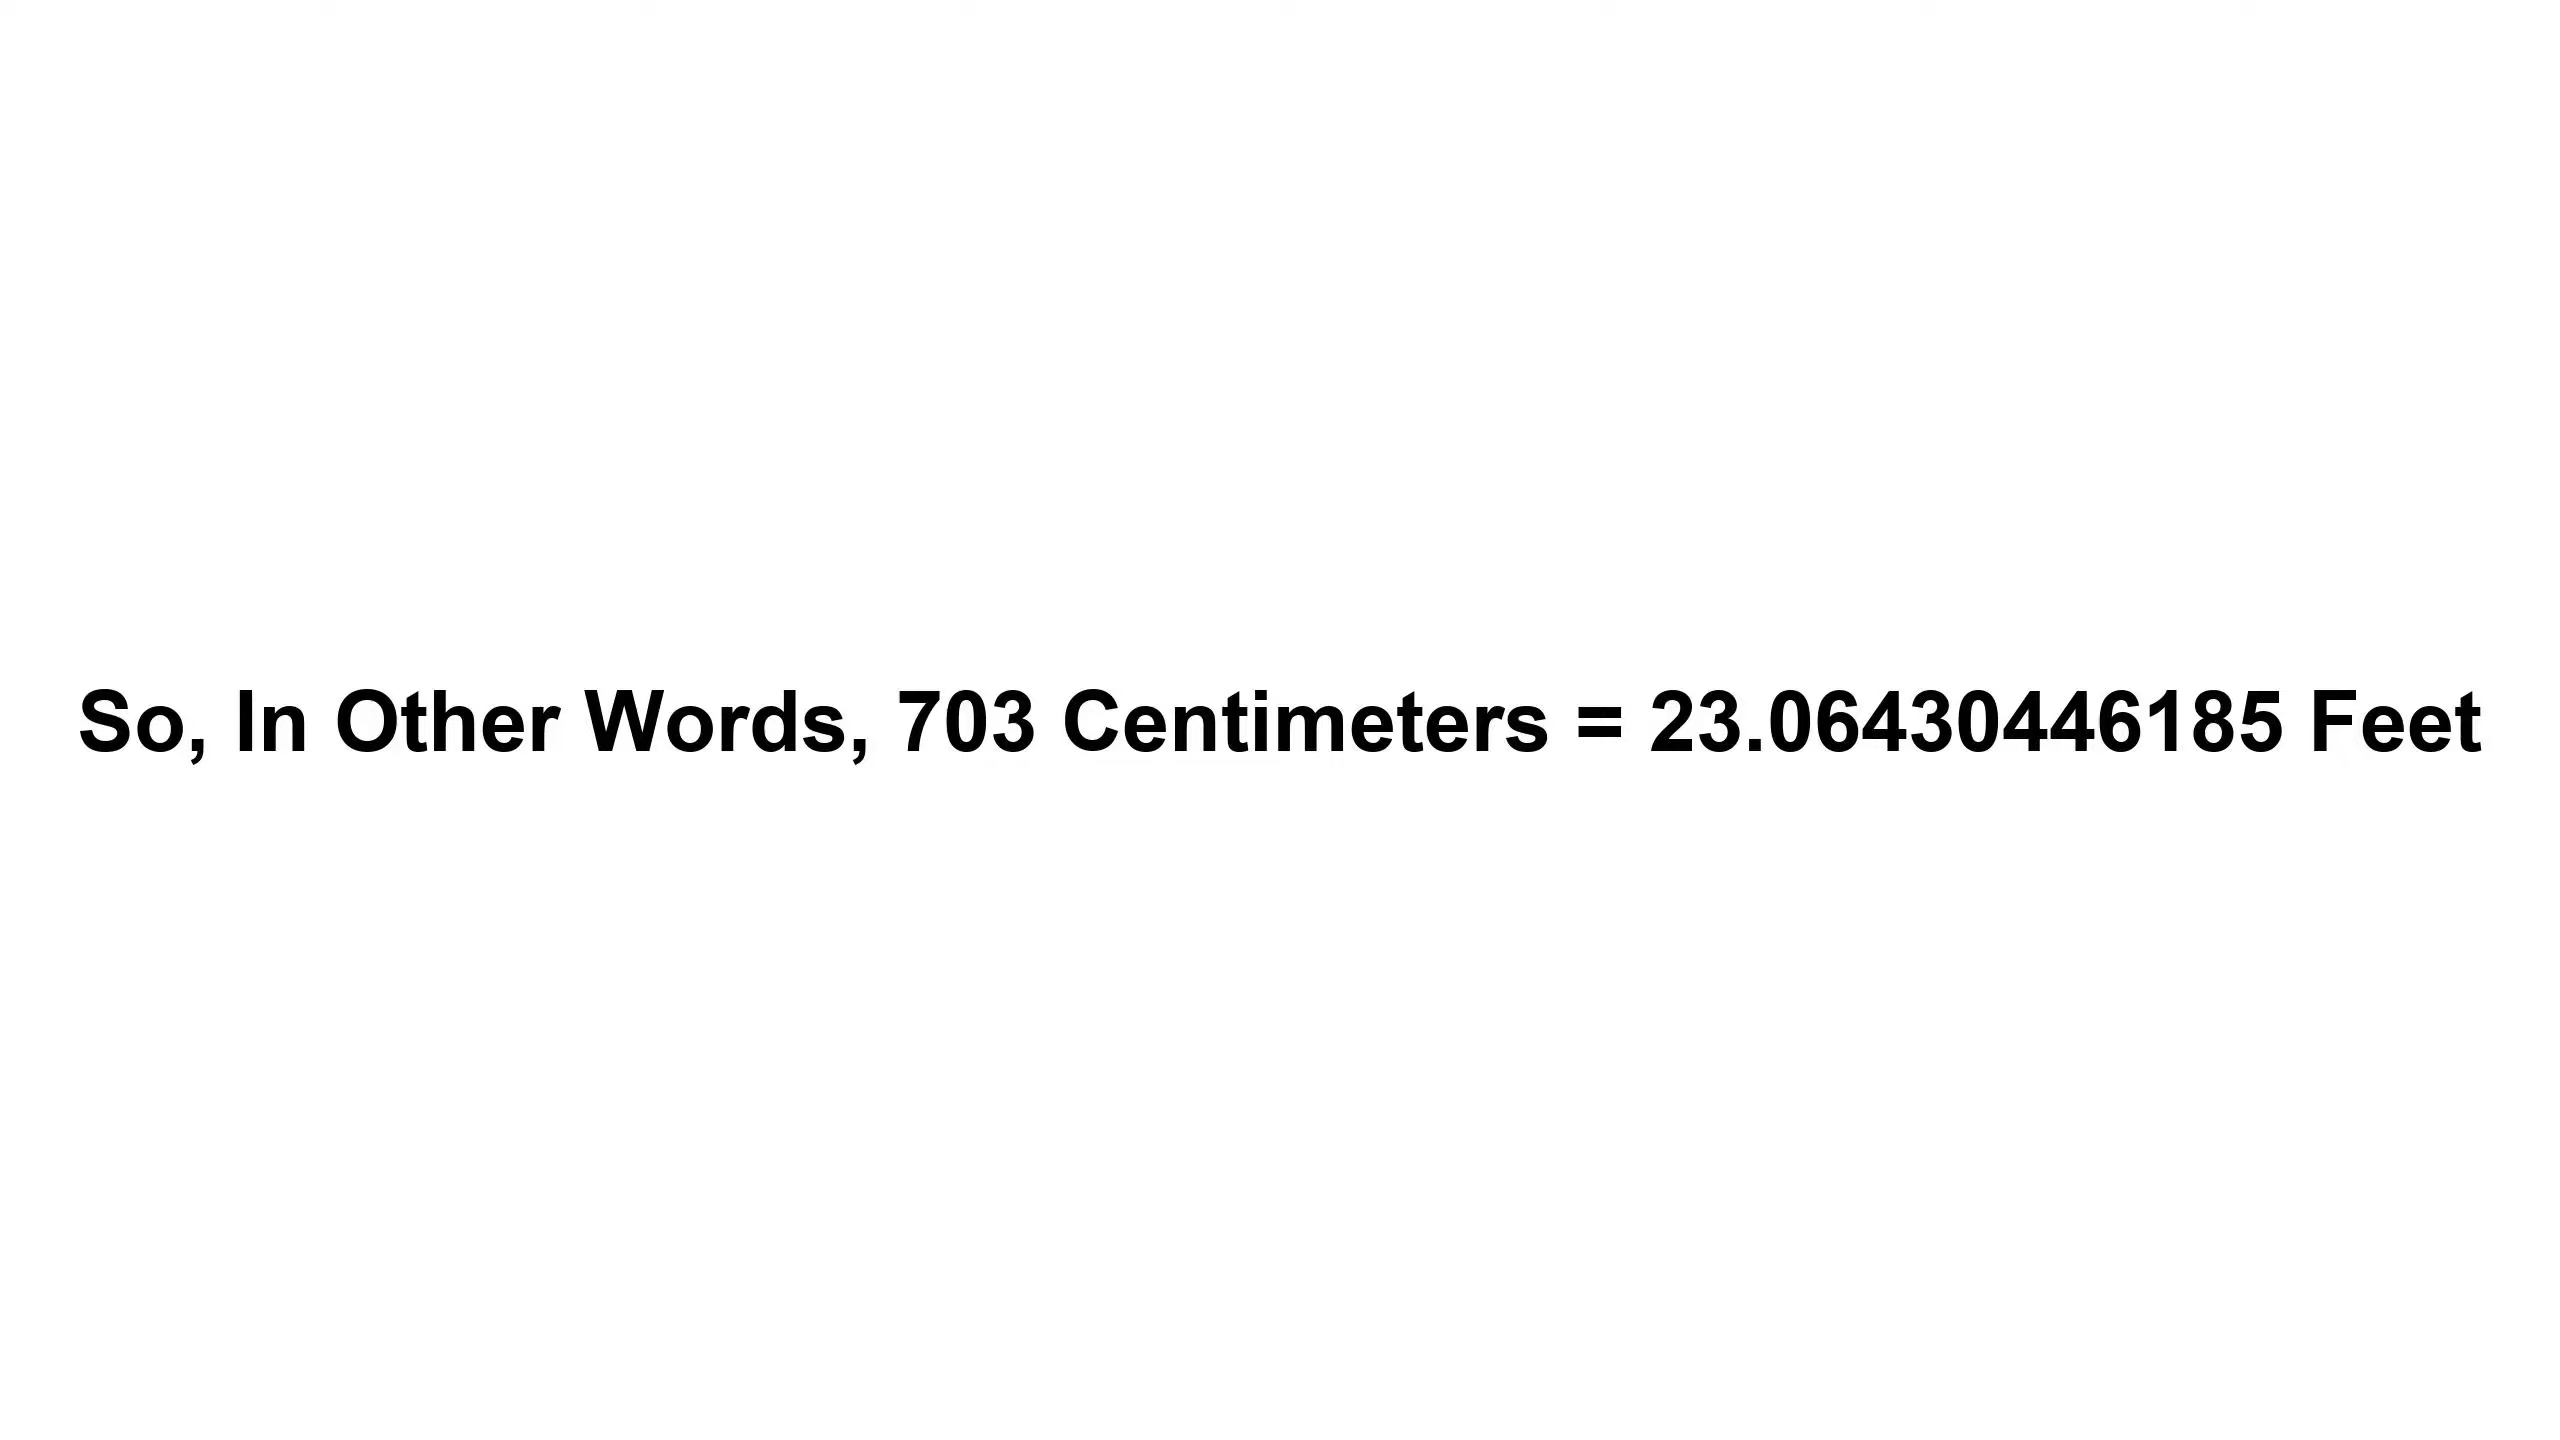 So, In Other Words, 703 Centimeters = 23.06430446185 Feet